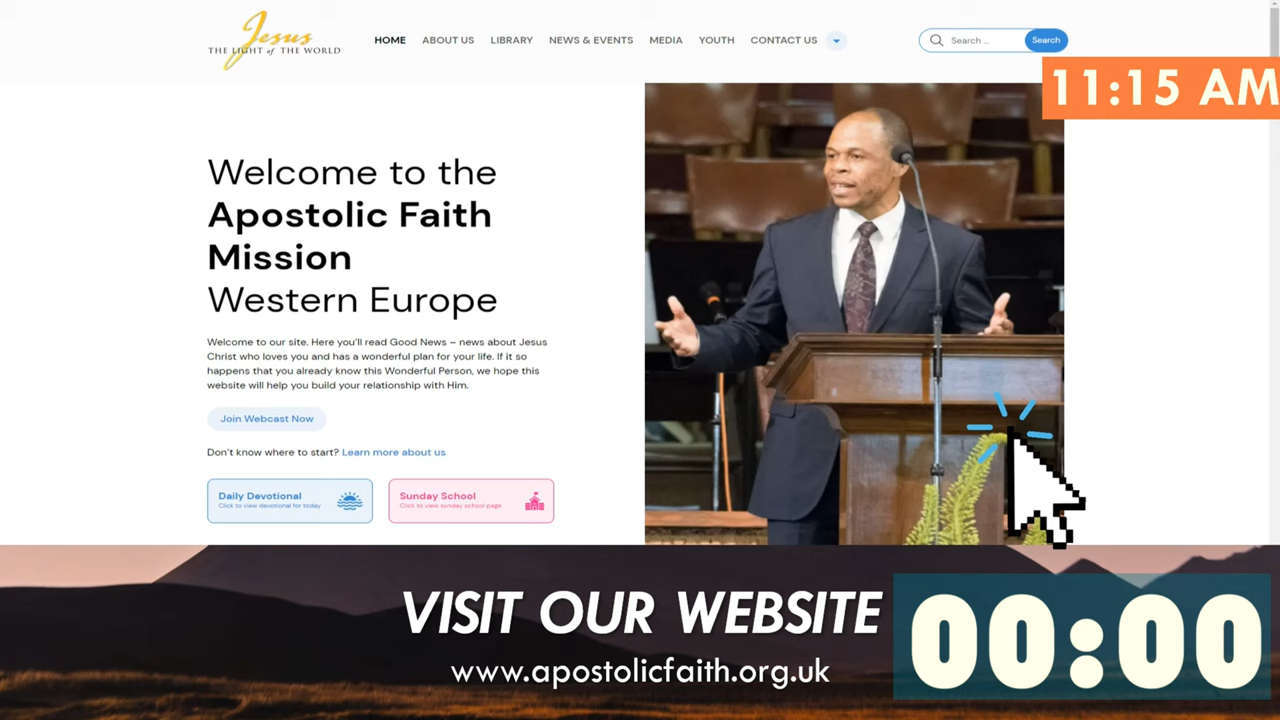 Jesus
THE LIGHT of THE WORLD
HOME
ABOUT US
LIBRARY
NEWS & EVENTS
MEDIA
YOUTH
CONTACT US
Search ...
Search
11:15 AM
Welcome to the
Apostolic Faith
Mission
Western Europe
Welcome to our site. Here you'll read Good News – news about Jesus
Christ who loves you and has a wonderful plan for your life. If it so
happens that you already know this Wonderful Person, we hope this
website will help you build your relationship with Him.
Join Webcast Now
Don't know where to start? Learn more about us
Daily Devotional
Click to view devotional for today
Sunday School
Click to view sunday school page
VISIT OUR WEBSITE
www.apostolicfaith.org.uk
00:00